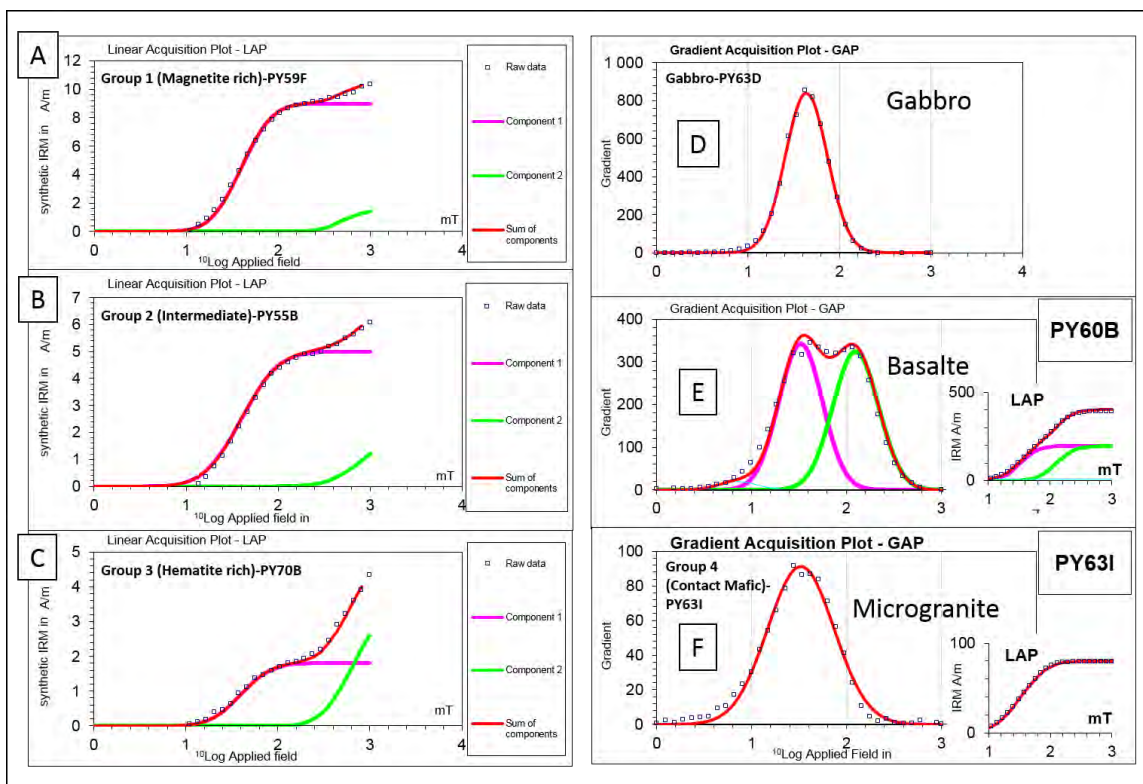 A
Linear Acquisition Plot - LAP
Group 1 (Magnetite rich)-PY59F
synthetic IRM in A/m
12
10
8
6
4
2
0
0 1 2 3 4
mT
10Log Applied field
Raw data
Component 1
Component 2
Sum of components
B
Linear Acquisition Plot - LAP
Group 2 (Intermediate)-PY55B
synthetic IRM in A/m
7
6
5
4
3
2
1
0
0 1 2 3 4
mT
10Log Applied field in
Raw data
Component 1
Component 2
Sum of components
C
Linear Acquisition Plot - LAP
Group 3 (Hematite rich)-PY70B
synthetic IRM in A/m
5
4
3
2
1
0
0 1 2 3 4
mT
10Log Applied field
Raw data
Component 1
Component 2
Sum of components
Gradient Acquisition Plot - GAP
Gabbro-PY63D
Gabbro
D
Gradient
1 000
800
600
400
200
0
0 1 2 3 4
Gradient Acquisition Plot - GAP
PY60B
Basalte
E
Gradient
400
300
200
100
0
0 1 2 3
LAP
IRM A/m
500
0
mT
1 2 3
Gradient Acquisition Plot - GAP
PY63I
Group 4
(Contact Mafic)-
PY63I
Microgranite
F
Gradient
100
80
60
40
20
0
0 1 2 3
10Log Applied Field in
LAP
IRM A/m
100
0
mT
1 2 3